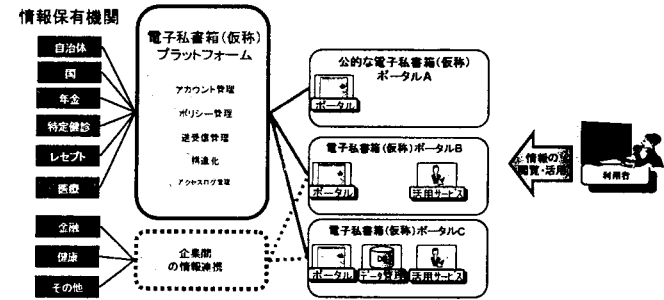 情報保有機関
自治体
国
年金
特定健診
レセプト
医療
金融
健康
その他
電子私書箱(仮称)
プラットフォーム
アカウント管理
ポリシー管理
送受信管理
構造化
アクセスログ管理
企業間
の情報連携
公的な電子私書箱(仮称)
ポータルA
ポータル
電子私書箱(仮称)ポータルB
ポータル
活用サービス
電子私書箱(仮称)ポータルC
ポータル
データ管理
活用サービス
情報の
閲覧・活用
利用者